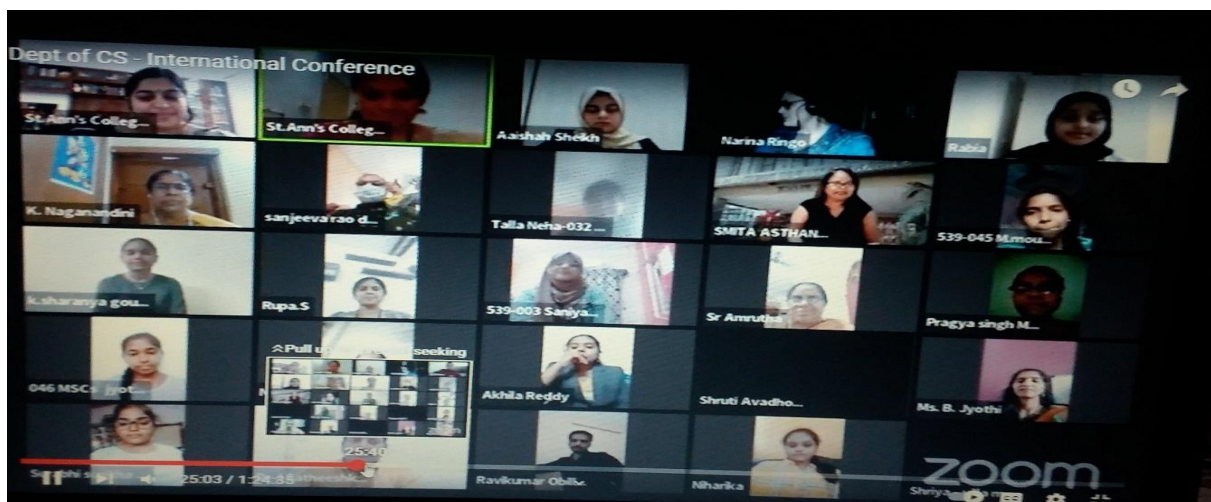 Dept of CS - International Conference
St.Ann's Colleg...
St.Ann's Colleg...
Aaishah Sheikh
Narina Ringo
Rabia
K. Naganandini
sanjeeva rao d...
Talla Neha-032 ...
SMITA ASTHAN...
539-045 M.mou...
k.sharanya gou...
Rupa.S
539-003 Saniya...
Sr Amrutha
Pragya singh M...
Pull
seeking
046 MSCs jyot...
Akhila Reddy
Shruti Avadho...
Ms. B. Jyothi
25:40
zoom
25:03 / 1:24:35
Ravikumar
Niharika